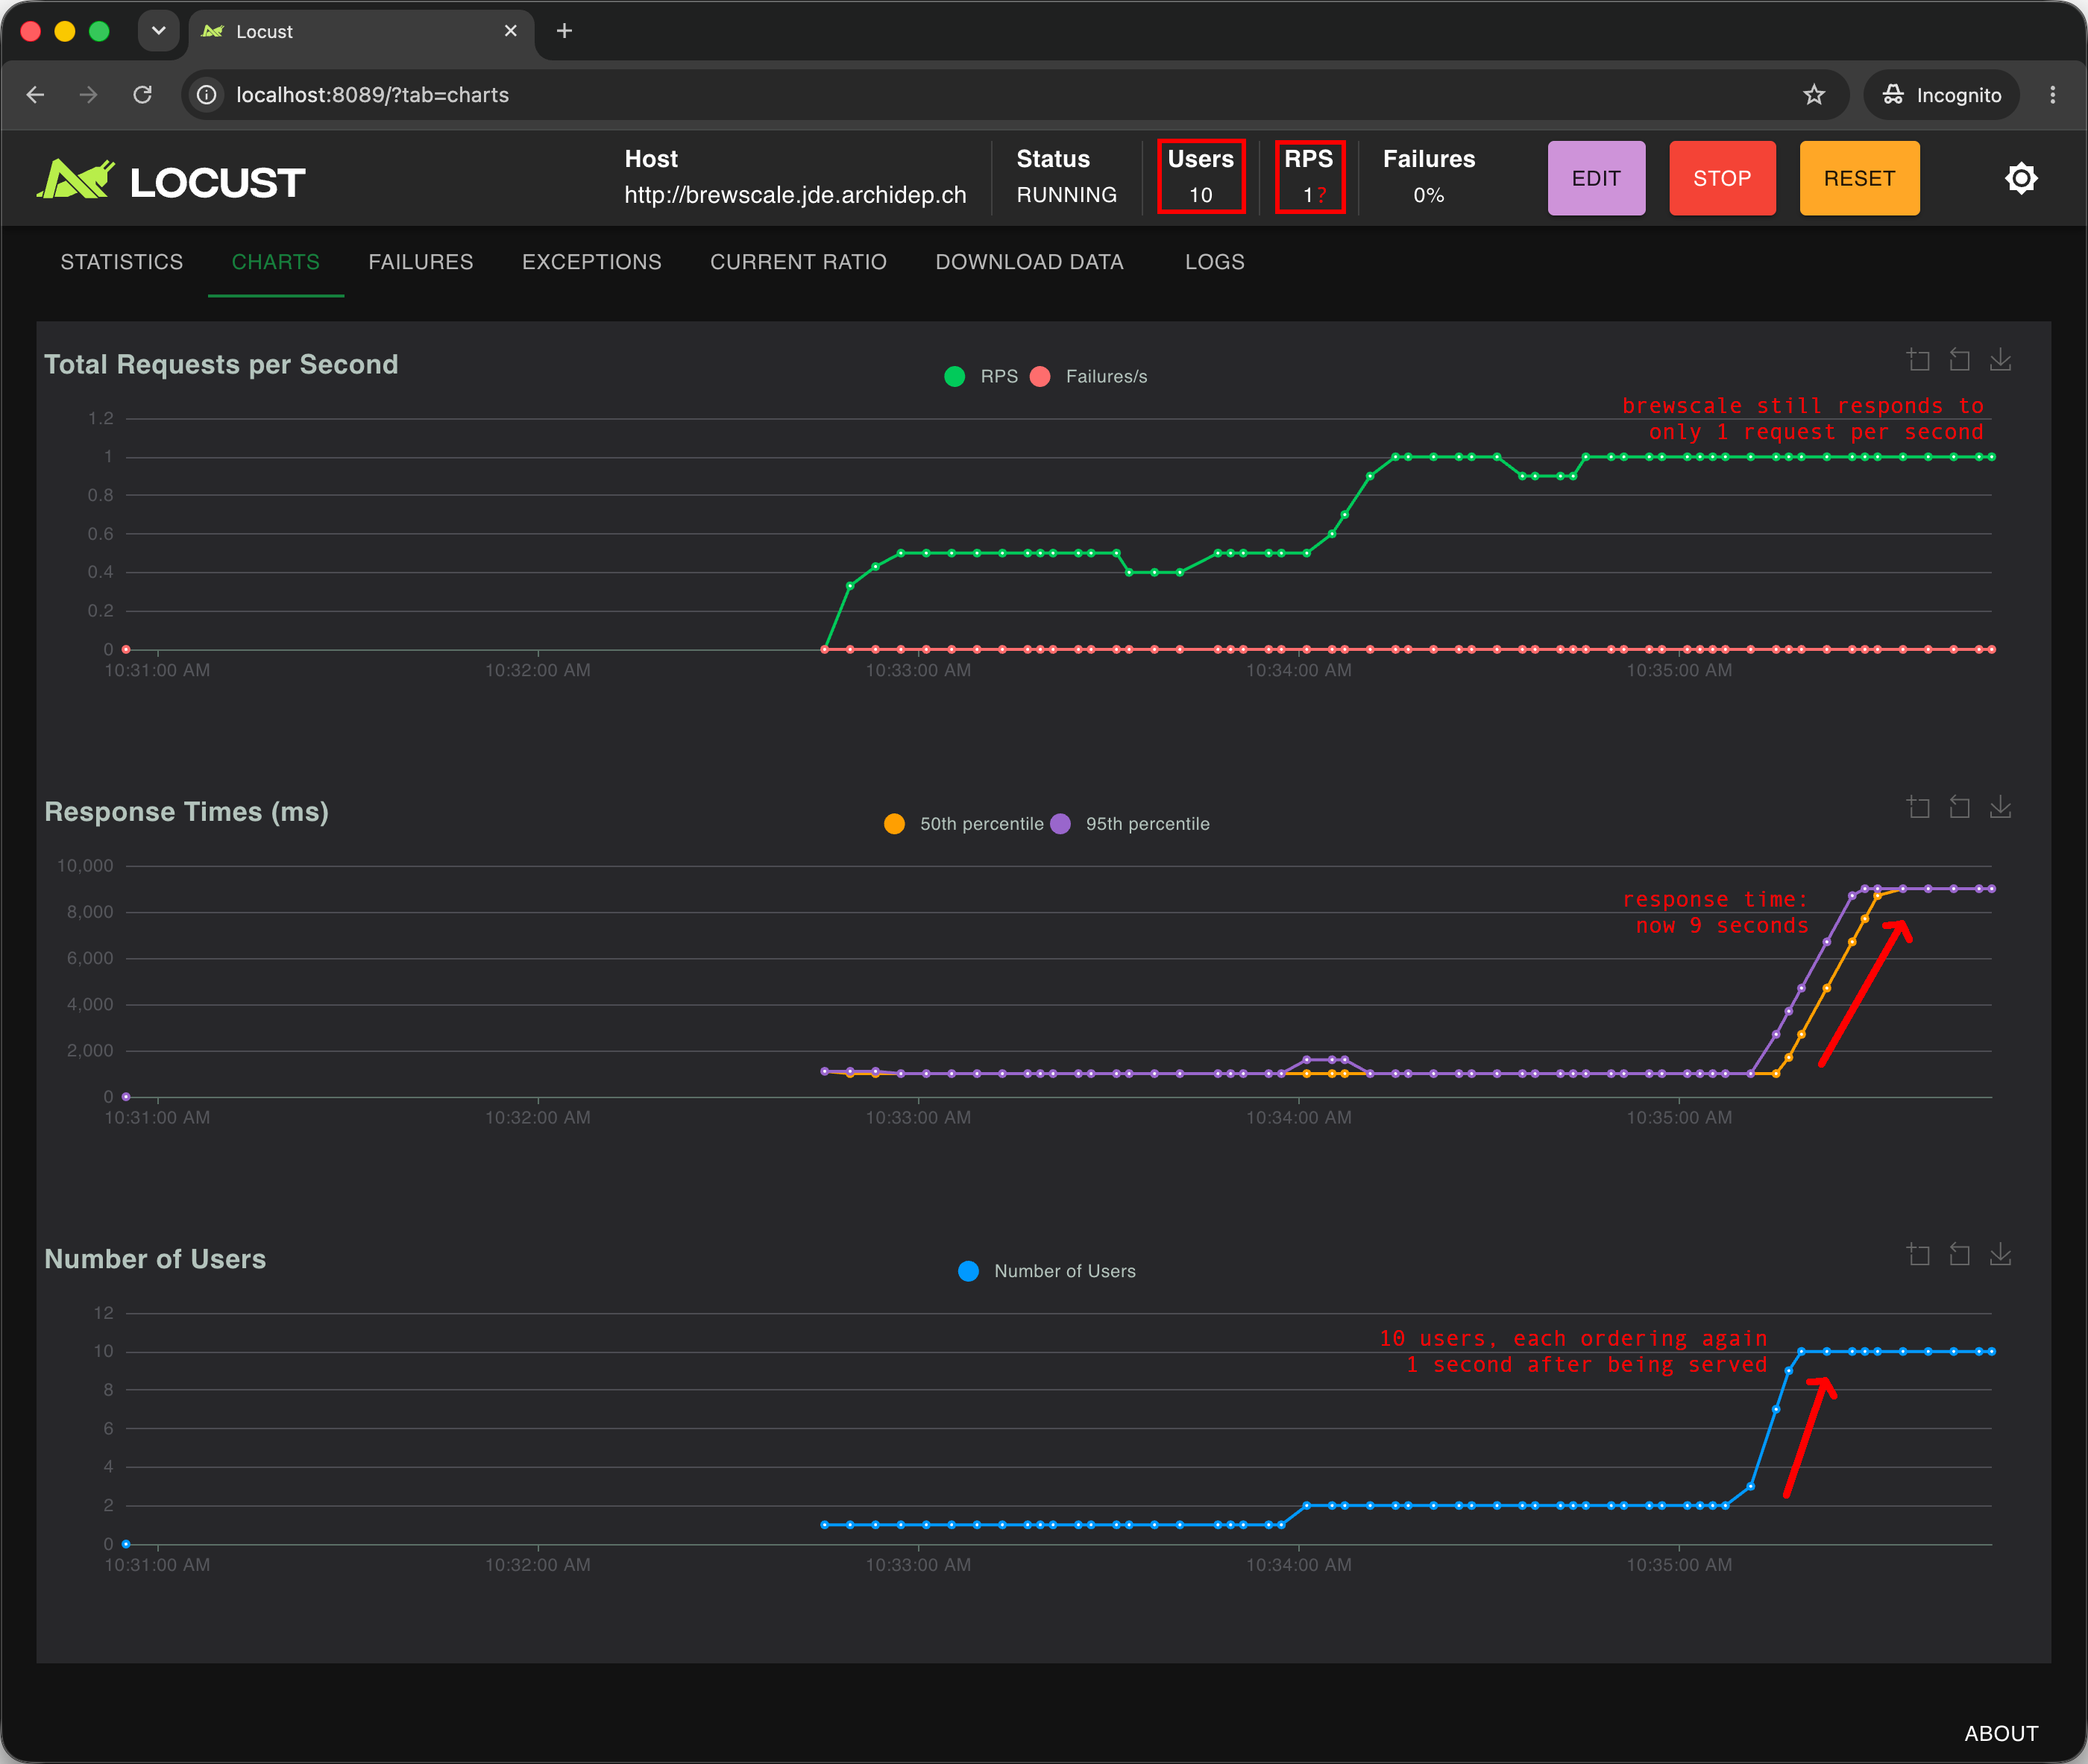 Locust
localhost:8089/?tab=charts
Incognito
LOCUST
Host
http://brewscale.jde.archidep.ch
Status
RUNNING
Users
10
RPS
1?
Failures
0%
EDIT
STOP
RESET
STATISTICS
CHARTS
FAILURES
EXCEPTIONS
CURRENT RATIO
DOWNLOAD DATA
LOGS
Total Requests per Second
RPS
Failures/s
brewscale still responds to
only 1 request per second
1.2
1
0.8
0.6
0.4
0.2
0
10:31:00 AM
10:32:00 AM
10:33:00 AM
10:34:00 AM
10:35:00 AM
Response Times (ms)
50th percentile
95th percentile
response time:
now 9 seconds
10,000
8,000
6,000
4,000
2,000
0
10:31:00 AM
10:32:00 AM
10:33:00 AM
10:34:00 AM
10:35:00 AM
Number of Users
Number of Users
10 users, each ordering again
1 second after being served
12
10
8
6
4
2
0
10:31:00 AM
10:32:00 AM
10:33:00 AM
10:34:00 AM
10:35:00 AM
ABOUT